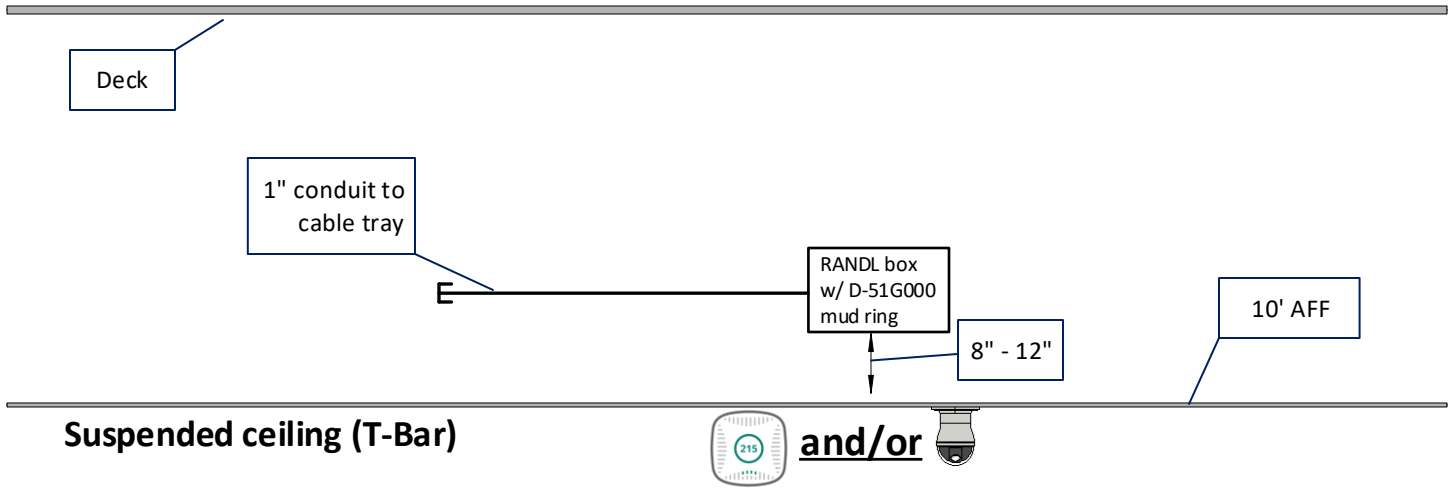 Deck
1" conduit to
cable tray
RANDL box
w/ D-51G000
mud ring
10' AFF
8" - 12"
Suspended ceiling (T-Bar)
215
and/or